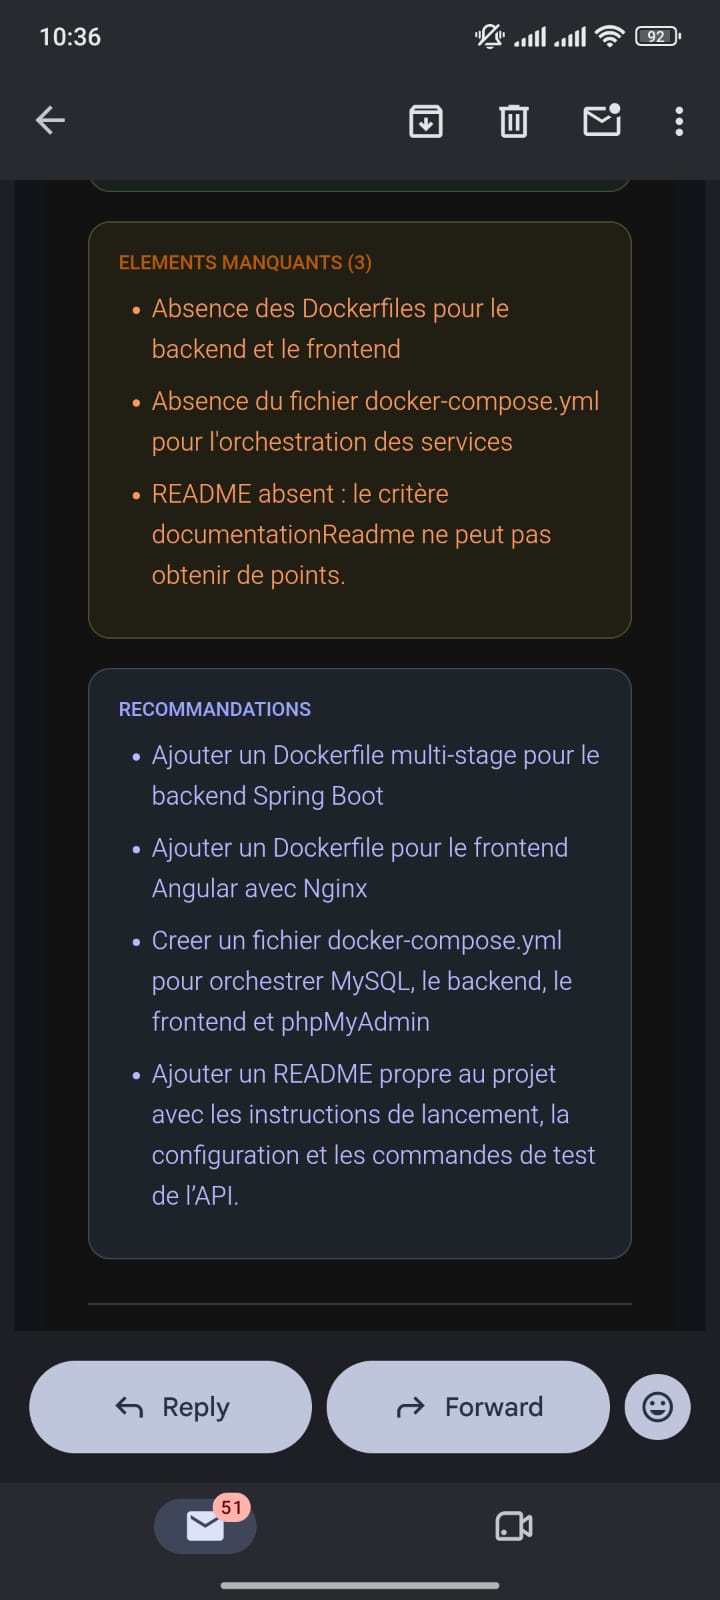 10:36
92
ELEMENTS MANQUANTS (3)
• Absence des Dockerfiles pour le
backend et le frontend
• Absence du fichier docker-compose.yml
pour l'orchestration des services
• README absent : le critère
documentationReadme ne peut pas
obtenir de points.
RECOMMANDATIONS
• Ajouter un Dockerfile multi-stage pour le
backend Spring Boot
• Ajouter un Dockerfile pour le frontend
Angular avec Nginx
• Creer un fichier docker-compose.yml
pour orchestrer MySQL, le backend, le
frontend et phpMyAdmin
• Ajouter un README propre au projet
avec les instructions de lancement, la
configuration et les commandes de test
de l’API.
Reply
Forward
51